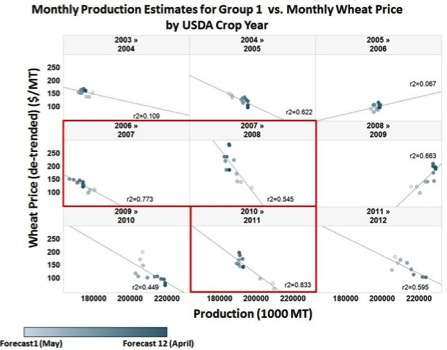 Monthly Production Estimates for Group 1 vs. Monthly Wheat Price
by USDA Crop Year
2003 »
2004
2004 »
2005
2005 »
2006
250
200
150
100
r2=0.109
r2=0.622
r2=0.067
2006 »
2007
2007 »
2008
2008 »
2009
250
200
150
100
r2=0.773
r2=0.545
r2=0.663
2009 »
2010
2010 »
2011
2011 »
2012
250
200
150
100
r2=0.449
r2=0.833
r2=0.595
Wheat Price (de-trended) ($/MT)
180000 200000 220000 180000 200000 220000 180000 200000 220000
Production (1000 MT)
Forecast1 (May) Forecast 12 (April)